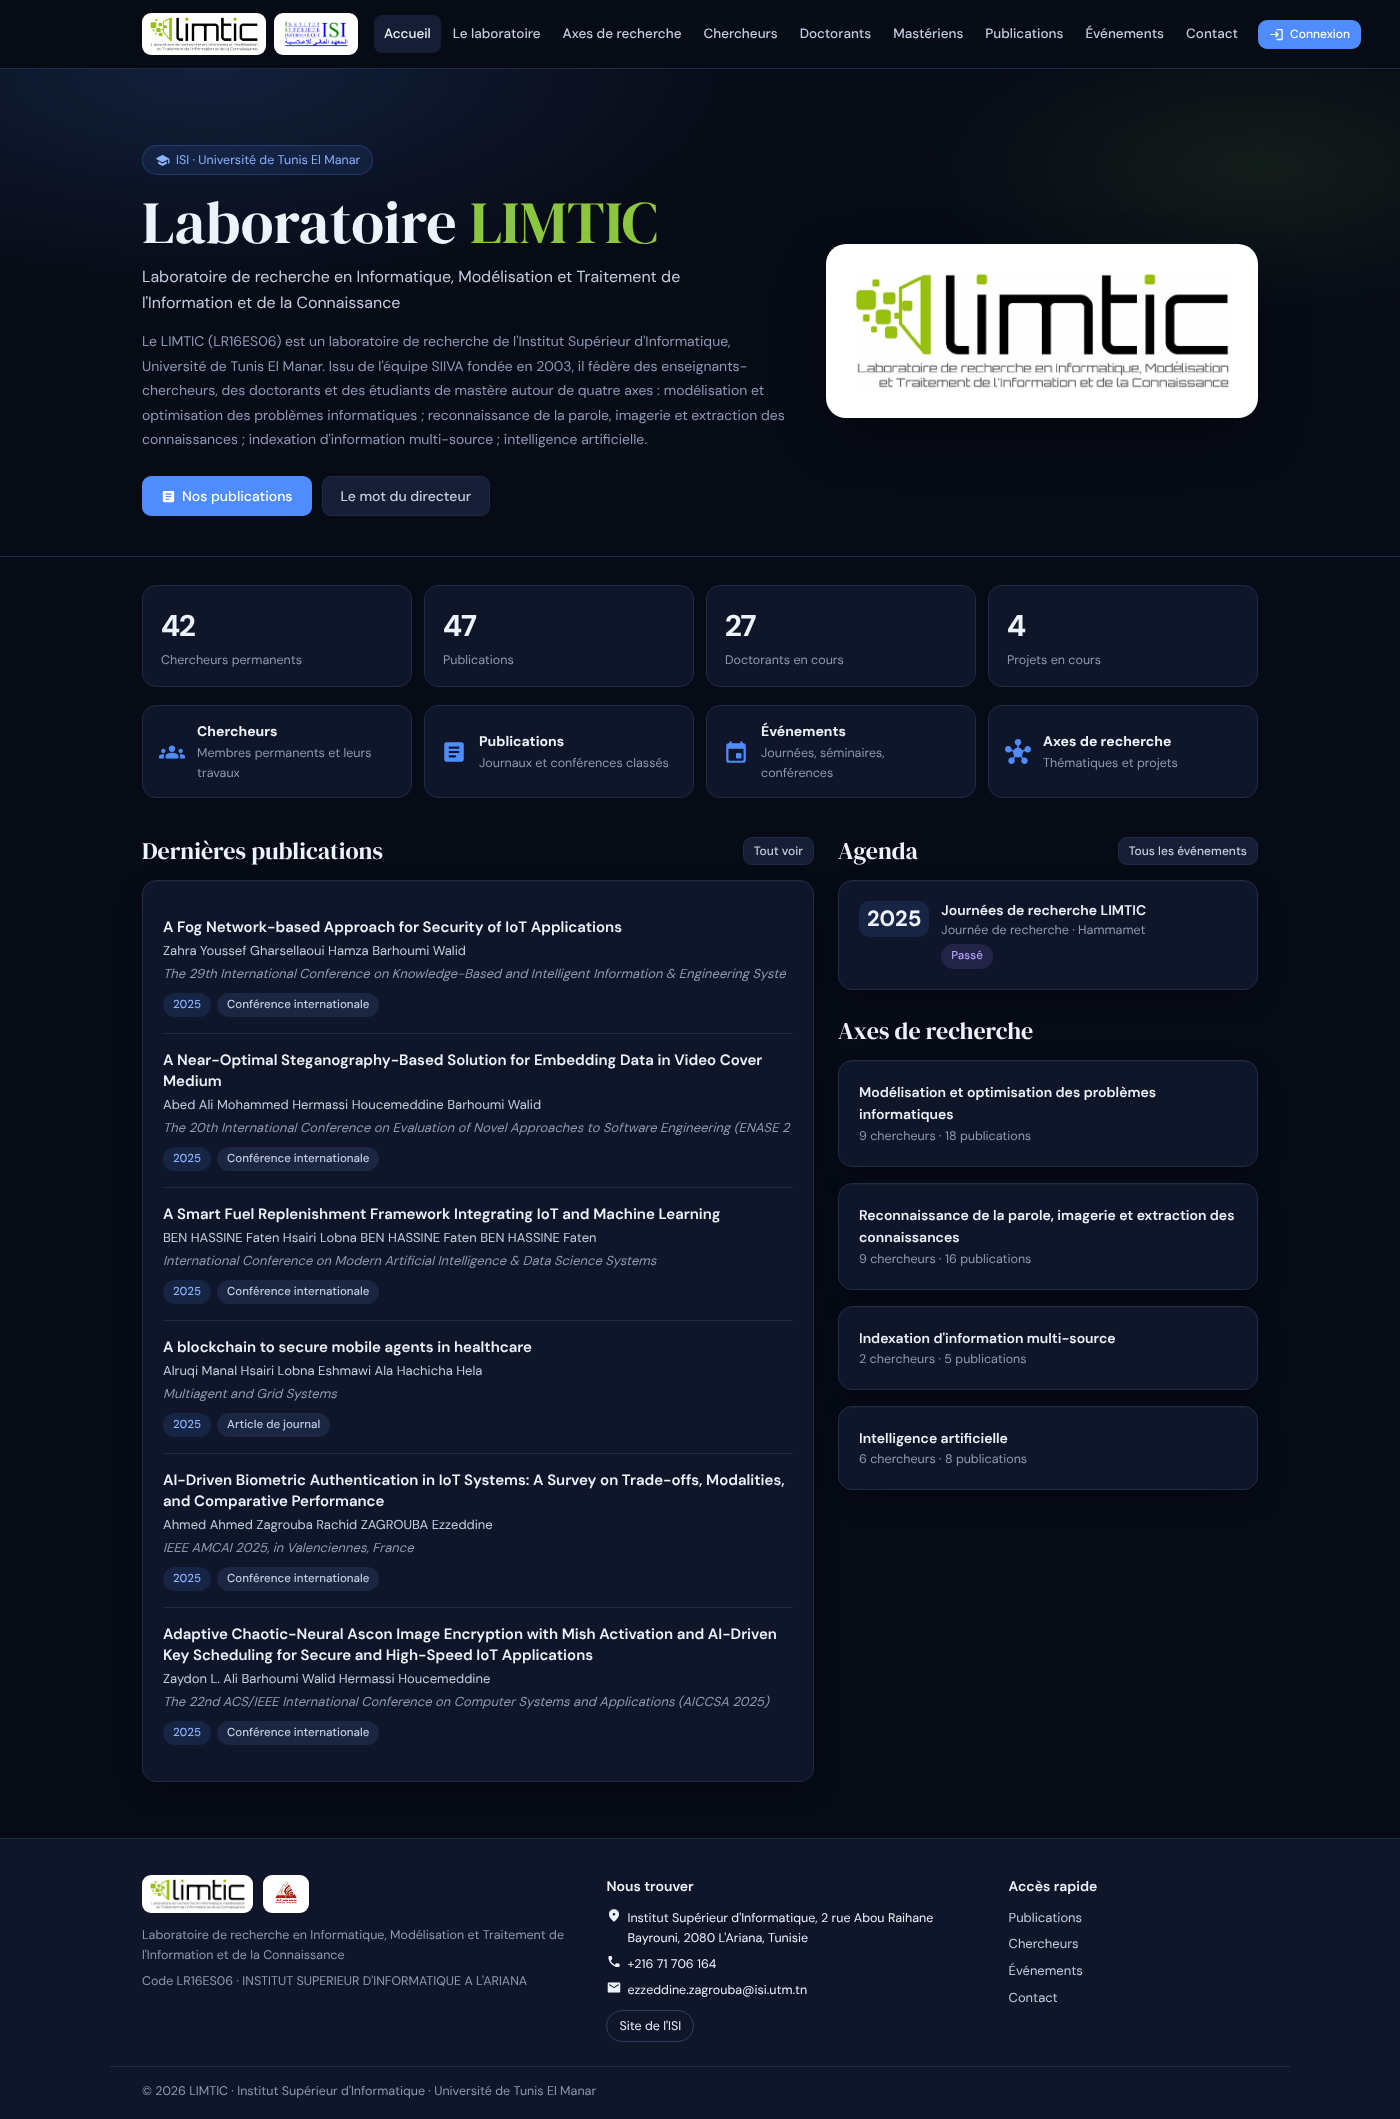 limtic
Laboratoire de recherche en Informatique, Modélisation
et Traitement de l'Information et de la Connaissance
ISI
Accueil
Le laboratoire
Axes de recherche
Chercheurs
Doctorants
Mastériens
Publications
Événements
Contact
Connexion
ISI · Université de Tunis El Manar
Laboratoire LIMTIC
Laboratoire de recherche en Informatique, Modélisation et Traitement de
l'Information et de la Connaissance
Le LIMTIC (LR16ES06) est un laboratoire de recherche de l'Institut Supérieur d'Informatique,
Université de Tunis El Manar. Issu de l'équipe SIIVA fondée en 2003, il fédère des enseignants-
chercheurs, des doctorants et des étudiants de mastère autour de quatre axes : modélisation et
optimisation des problèmes informatiques ; reconnaissance de la parole, imagerie et extraction des
connaissances ; indexation d'information multi-source ; intelligence artificielle.
Nos publications
Le mot du directeur
limtic
Laboratoire de recherche en Informatique, Modélisation
et Traitement de l'Information et de la Connaissance
42
Chercheurs permanents
47
Publications
27
Doctorants en cours
4
Projets en cours
Chercheurs
Membres permanents et leurs
travaux
Publications
Journaux et conférences classés
Événements
Journées, séminaires,
conférences
Axes de recherche
Thématiques et projets
Dernières publications
Tout voir
A Fog Network-based Approach for Security of IoT Applications
Zahra Youssef Gharsellaoui Hamza Barhoumi Walid
The 29th International Conference on Knowledge-Based and Intelligent Information & Engineering Syste
2025
Conférence internationale
A Near-Optimal Steganography-Based Solution for Embedding Data in Video Cover
Medium
Abed Ali Mohammed Hermassi Houcemeddine Barhoumi Walid
The 20th International Conference on Evaluation of Novel Approaches to Software Engineering (ENASE 2
2025
Conférence internationale
A Smart Fuel Replenishment Framework Integrating IoT and Machine Learning
BEN HASSINE Faten Hsairi Lobna BEN HASSINE Faten BEN HASSINE Faten
International Conference on Modern Artificial Intelligence & Data Science Systems
2025
Conférence internationale
A blockchain to secure mobile agents in healthcare
Alruqi Manal Hsairi Lobna Eshmawi Ala Hachicha Hela
Multiagent and Grid Systems
2025
Article de journal
AI-Driven Biometric Authentication in IoT Systems: A Survey on Trade-offs, Modalities,
and Comparative Performance
Ahmed Ahmed Zagrouba Rachid ZAGROUBA Ezzeddine
IEEE AMCAI 2025, in Valenciennes, France
2025
Conférence internationale
Adaptive Chaotic-Neural Ascon Image Encryption with Mish Activation and AI-Driven
Key Scheduling for Secure and High-Speed IoT Applications
Zaydon L. Ali Barhoumi Walid Hermassi Houcemeddine
The 22nd ACS/IEEE International Conference on Computer Systems and Applications (AICCSA 2025)
2025
Conférence internationale
Agenda
Tous les événements
2025
Journées de recherche LIMTIC
Journée de recherche · Hammamet
Passé
Axes de recherche
Modélisation et optimisation des problèmes
informatiques
9 chercheurs · 18 publications
Reconnaissance de la parole, imagerie et extraction des
connaissances
9 chercheurs · 16 publications
Indexation d'information multi-source
2 chercheurs · 5 publications
Intelligence artificielle
6 chercheurs · 8 publications
limtic
Laboratoire de recherche en Informatique, Modélisation et Traitement de
l'Information et de la Connaissance
Code LR16ES06 · INSTITUT SUPERIEUR D'INFORMATIQUE A L'ARIANA
Nous trouver
Institut Supérieur d'Informatique, 2 rue Abou Raihane
Bayrouni, 2080 L'Ariana, Tunisie
+216 71 706 164
ezzeddine.zagrouba@isi.utm.tn
Site de l'ISI
Accès rapide
Publications
Chercheurs
Événements
Contact
© 2026 LIMTIC · Institut Supérieur d'Informatique · Université de Tunis El Manar